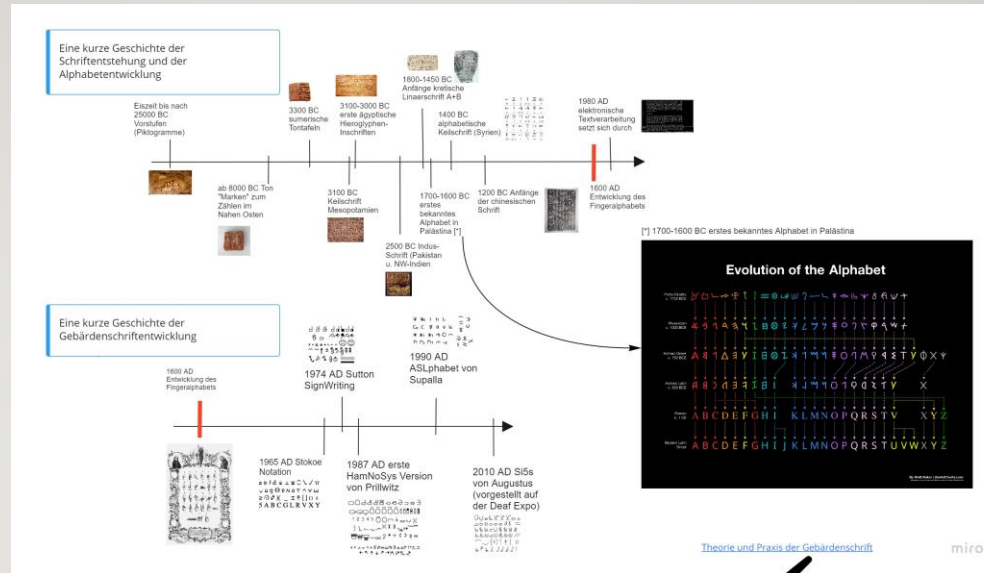 Eine kurze Geschichte der
Schriftentstehung und der
Alphabetentwicklung
Eiszeit bis nach
25000 BC
Vorstufen
(Piktogramme)
ab 8000 BC Ton
"Marken" zum
Zählen im
Nahen Osten
3300 BC
sumerische
Tontafeln
3100-3000 BC
erste ägyptische
Hieroglyphen-
Inschriften
3100 BC
Keilschrift
Mesopotamien
2500 BC Indus-
Schrift (Pakistan
u. NW-Indien
1800-1450 BC
Anfänge kretische
Linaerschrift A+B
1700-1600 BC
erstes
bekanntes
Alphabet in
Palästina [*]
1400 BC
alphabetische
Keilschrift (Syrien)
1200 BC Anfänge
der chinesischen
Schrift
1980 AD
elektronische
Textverarbeitung
setzt sich durch
1600 AD
Entwicklung des
Fingeralphabets
[*] 1700-1600 BC erstes bekanntes Alphabet in Palästina
Evolution of the Alphabet
A B C D E F G H I K L M N O P Q R S T V X Y Z
A B C D E F G H I J K L M N O P Q R S T U V W X Y Z
Eine kurze Geschichte der
Gebärdenschriftentwicklung
1600 AD
Entwicklung des
Fingeralphabets
1965 AD Stokoe
Notation
5 A B C G L R V X Y
1974 AD Sutton
SignWriting
1987 AD erste
HamNoSys Version
von Prillwitz
1990 AD
ASLphabet von
Supalla
2010 AD Si5s
von Augustus
(vorgestellt auf
der Deaf Expo)
Theorie und Praxis der Gebärdenschrift
miro